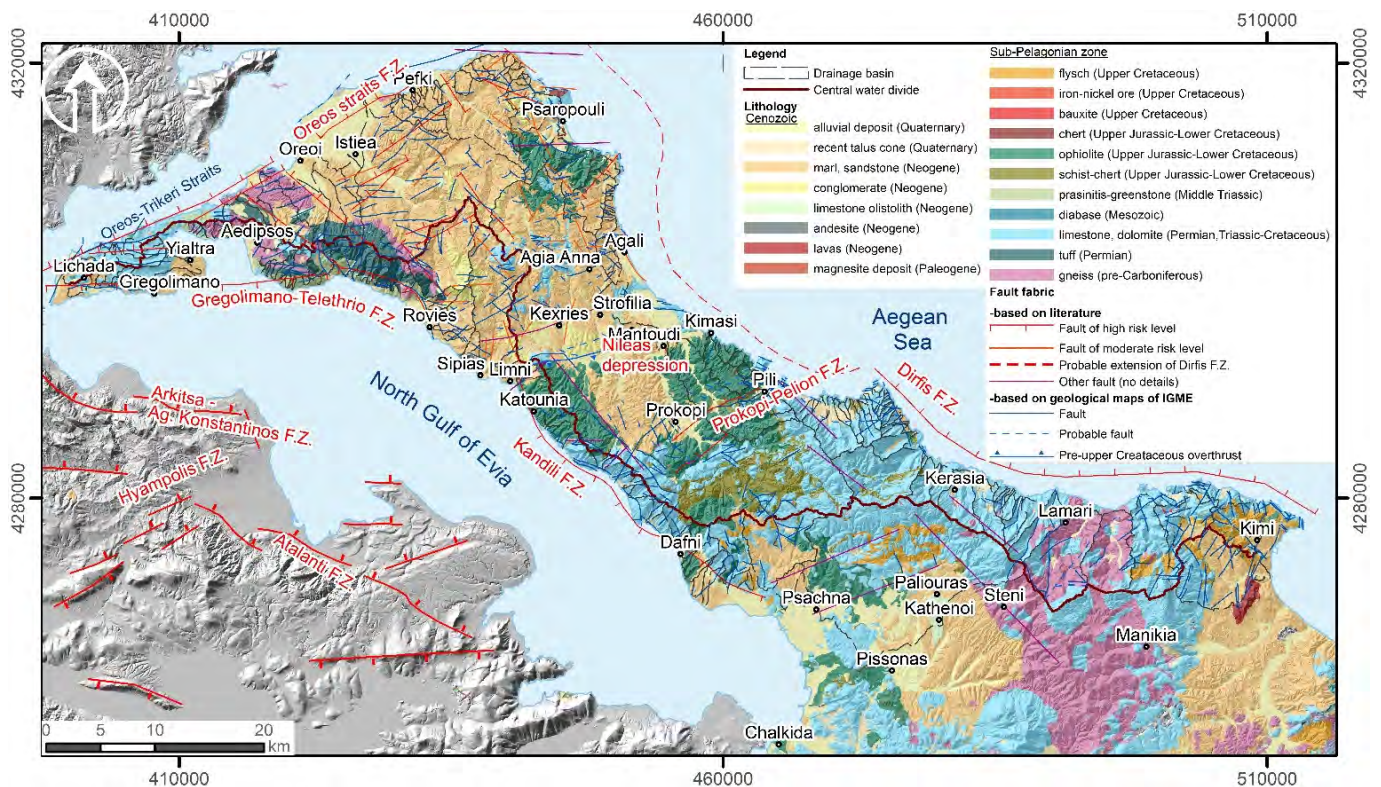 410000
460000
510000
4320000
4320000
Legend
Drainage basin
Central water divide
Lithology
Cenozoic
alluvial deposit (Quaternary)
recent talus cone (Quaternary)
marl, sandstone (Neogene)
conglomerate (Neogene)
limestone olistolith (Neogene)
andesite (Neogene)
lavas (Neogene)
magnesite deposit (Paleogene)
Sub-Pelagonian zone
flysch (Upper Cretaceous)
iron-nickel ore (Upper Cretaceous)
bauxite (Upper Cretaceous)
chert (Upper Jurassic-Lower Cretaceous)
ophiolite (Upper Jurassic-Lower Cretaceous)
schist-chert (Upper Jurassic-Lower Cretaceous)
prasinitis-greenstone (Middle Triassic)
diabase (Mesozoic)
limestone, dolomite (Permian,Triassic-Cretaceous)
tuff (Permian)
gneiss (pre-Carboniferous)
Fault fabric
-based on literature
Fault of high risk level
Fault of moderate risk level
Probable extension of Dirfis F.Z.
Other fault (no details)
-based on geological maps of IGME
Fault
Probable fault
Pre-upper Creataceous overthrust
Oreos straits F.Z.
Pefki
Psaropouli
Istiea
Oreoi
Oreos-Trikeri Straits
Aedipsos
Yialtra
Lichada
Gregolimano
Gregolimano-Telethrio F.Z.
Agali
Agia Anna
Rovies
Strofilia
Kexries
Kimasi
Mantoudi
Nileas
depression
Aegean
Sea
Sipias
Limni
Pili
Dirfis F.Z.
Katounia
Prokopi
Prokopi-Pelion F.Z.
North Gulf of Evia
Kandili F.Z.
Arkitsa -
Ag. Konstantinos F.Z.
Hyampolis F.Z.
Atalanti F.Z.
Kerasia
Lamari
Kimi
4280000
4280000
Dafni
Psachna
Paliouras
Kathenoi
Steni
Manikia
Pissonas
Chalkida
0
5
10
20
km
410000
460000
510000